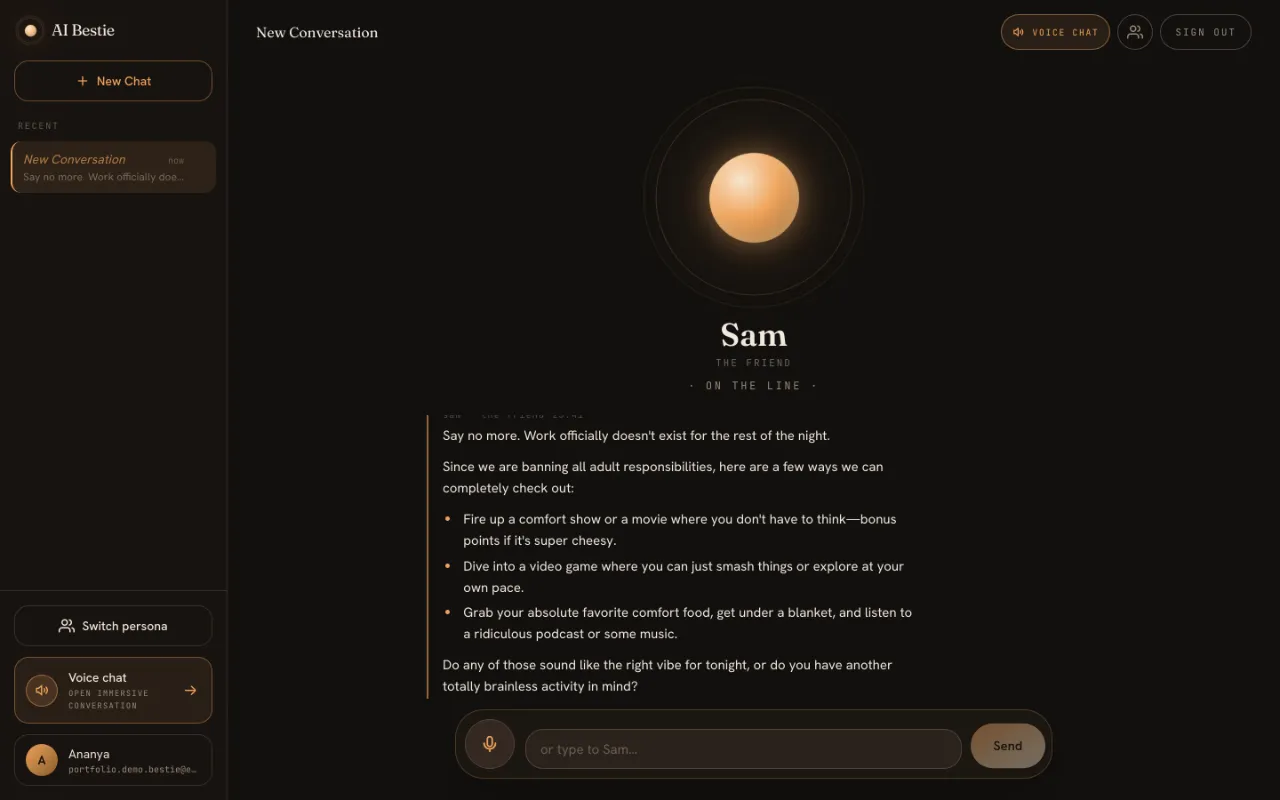 AI Bestie
New Chat
RECENT
New Conversation now
Say no more. Work officially doe...
Switch persona
Voice chat
OPEN IMMERSIVE
CONVERSATION
A
Ananya
portfolio.demo.bestie@e...
New Conversation
VOICE CHAT
SIGN OUT
Sam
THE FRIEND
· ON THE LINE ·
Say no more. Work officially doesn't exist for the rest of the night.
Since we are banning all adult responsibilities, here are a few ways we can
completely check out:
• Fire up a comfort show or a movie where you don't have to think—bonus
points if it's super cheesy.
• Dive into a video game where you can just smash things or explore at your
own pace.
• Grab your absolute favorite comfort food, get under a blanket, and listen to
a ridiculous podcast or some music.
Do any of those sound like the right vibe for tonight, or do you have another
totally brainless activity in mind?
or type to Sam...
Send